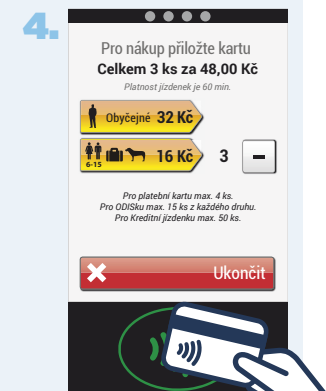 4.
Pro nákup přiložte kartu
Celkem 3 ks za 48,00 Kč
Platnost jízdenek je 60 min.
Obyčejné 32 Kč
6-15 16 Kč 3 −
Pro platební kartu max. 4 ks.
Pro ODISku max. 15 ks z každého druhu.
Pro Kreditní jízdenku max. 50 ks.
Ukončit